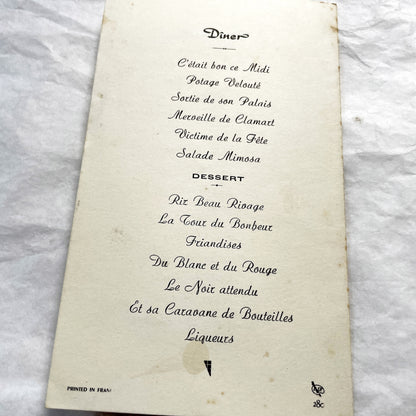 Dîner
C'était bon ce Midi
Potage Velouté
Sortie de son Palais
Merveille de Clamart
Victime de la Fête
Salade Mimosa
DESSERT
Riz Beau Rivage
La Tour du Bonheur
Friandises
Du Blanc et du Rouge
Le Noir attendu
Et sa Caravane de Bouteilles
Liqueurs
PRINTED IN FRANC
28c